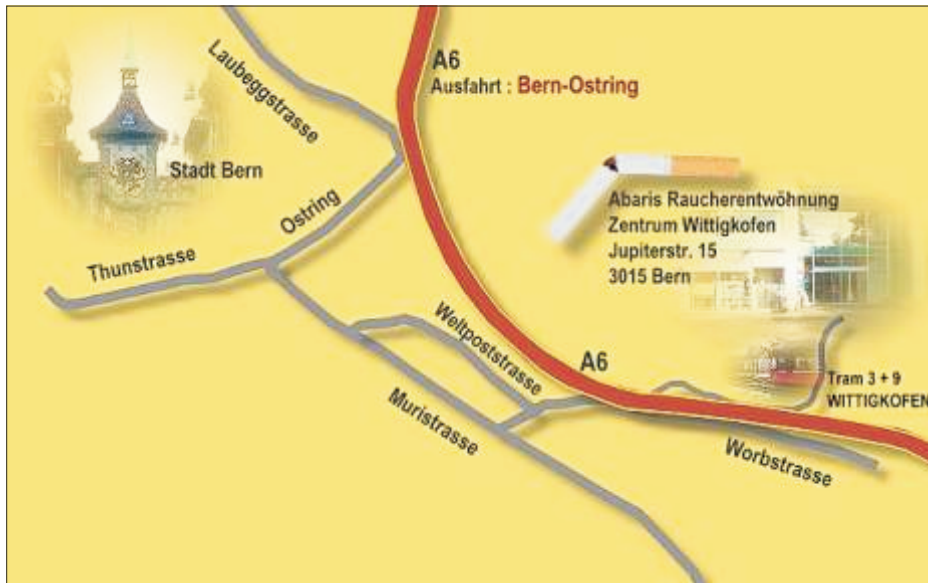 A6
Ausfahrt : Bern-Ostring
Laubeggstrasse
Stadt Bern
Ostring
Thunstrasse
Abaris Raucherentwöhnung
Zentrum Wittigkofen
Jupiterstr. 15
3015 Bern
Weltpoststrasse
A6
Muristrasse
Tram 3 + 9
WITTIGKOFEN
Worbstrasse